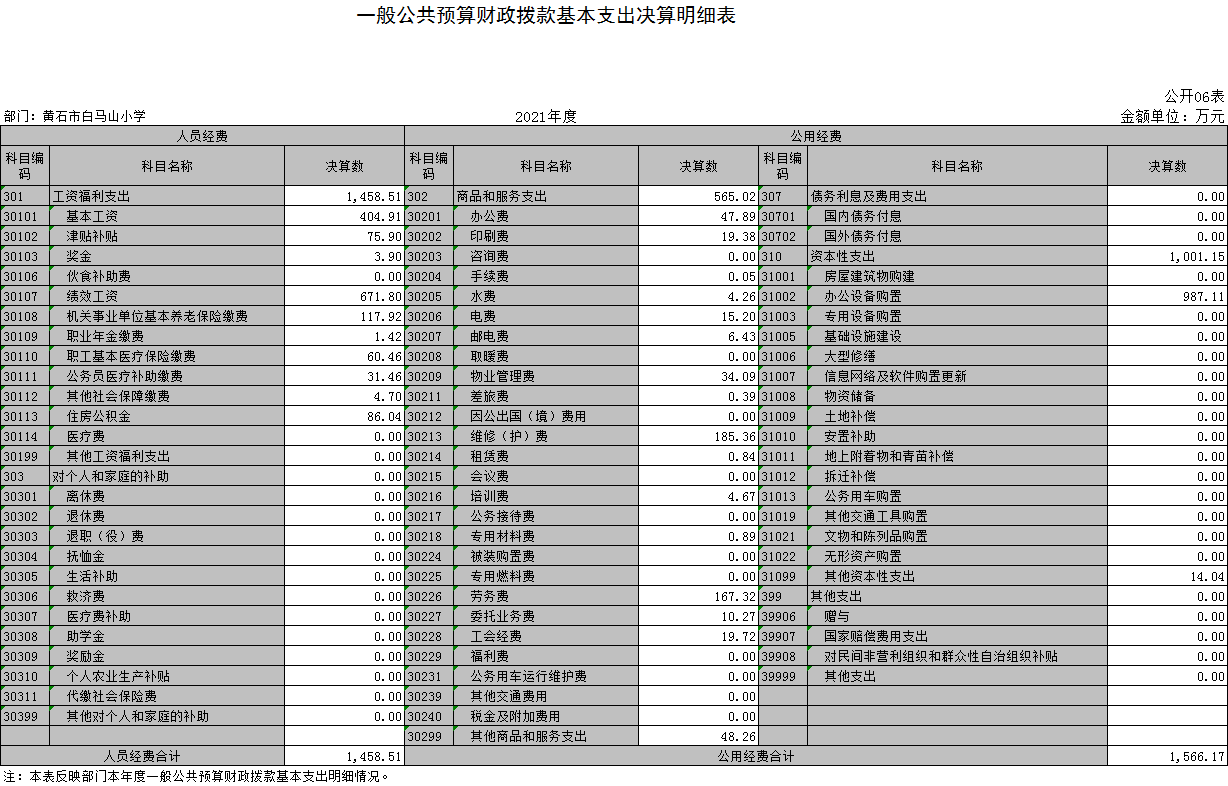 一般公共预算财政拨款基本支出决算明细表
公开06表
部门：黄石市白马山小学 2021年度 金额单位：万元
人员经费 公用经费
科目编码 科目名称 决算数 科目编码 科目名称 决算数 科目编码 科目名称 决算数
301 工资福利支出 1,458.51 302 商品和服务支出 565.02 307 债务利息及费用支出 0.00
30101 基本工资 404.91 30201 办公费 47.89 30701 国内债务付息 0.00
30102 津贴补贴 75.90 30202 印刷费 19.38 30702 国外债务付息 0.00
30103 奖金 3.90 30203 咨询费 0.00 310 资本性支出 1,001.15
30106 伙食补助费 0.00 30204 手续费 0.05 31001 房屋建筑物购建 0.00
30107 绩效工资 671.80 30205 水费 4.26 31002 办公设备购置 987.11
30108 机关事业单位基本养老保险缴费 117.92 30206 电费 15.20 31003 专用设备购置 0.00
30109 职业年金缴费 1.42 30207 邮电费 6.43 31005 基础设施建设 0.00
30110 职工基本医疗保险缴费 60.46 30208 取暖费 0.00 31006 大型修缮 0.00
30111 公务员医疗补助缴费 31.46 30209 物业管理费 34.09 31007 信息网络及软件购置更新 0.00
30112 其他社会保障缴费 4.70 30211 差旅费 0.39 31008 物资储备 0.00
30113 住房公积金 86.04 30212 因公出国（境）费用 0.00 31009 土地补偿 0.00
30114 医疗费 0.00 30213 维修（护）费 185.36 31010 安置补助 0.00
30199 其他工资福利支出 0.00 30214 租赁费 0.84 31011 地上附着物和青苗补偿 0.00
303 对个人和家庭的补助 0.00 30215 会议费 0.00 31012 拆迁补偿 0.00
30301 离休费 0.00 30216 培训费 4.67 31013 公务用车购置 0.00
30302 退休费 0.00 30217 公务接待费 0.00 31019 其他交通工具购置 0.00
30303 退职（役）费 0.00 30218 专用材料费 0.89 31021 文物和陈列品购置 0.00
30304 抚恤金 0.00 30224 被装购置费 0.00 31022 无形资产购置 0.00
30305 生活补助 0.00 30225 专用燃料费 0.00 31099 其他资本性支出 14.04
30306 救济费 0.00 30226 劳务费 167.32 399 其他支出 0.00
30307 医疗费补助 0.00 30227 委托业务费 10.27 39906 赠与 0.00
30308 助学金 0.00 30228 工会经费 19.72 39907 国家赔偿费用支出 0.00
30309 奖励金 0.00 30229 福利费 0.00 39908 对民间非营利组织和群众性自治组织补贴 0.00
30310 个人农业生产补贴 0.00 30231 公务用车运行维护费 0.00 39999 其他支出 0.00
30311 代缴社会保险费 0.00 30239 其他交通费用 0.00
30399 其他对个人和家庭的补助 0.00 30240 税金及附加费用 0.00
30299 其他商品和服务支出 48.26
人员经费合计 1,458.51 公用经费合计 1,566.17
注：本表反映部门本年度一般公共预算财政拨款基本支出明细情况。